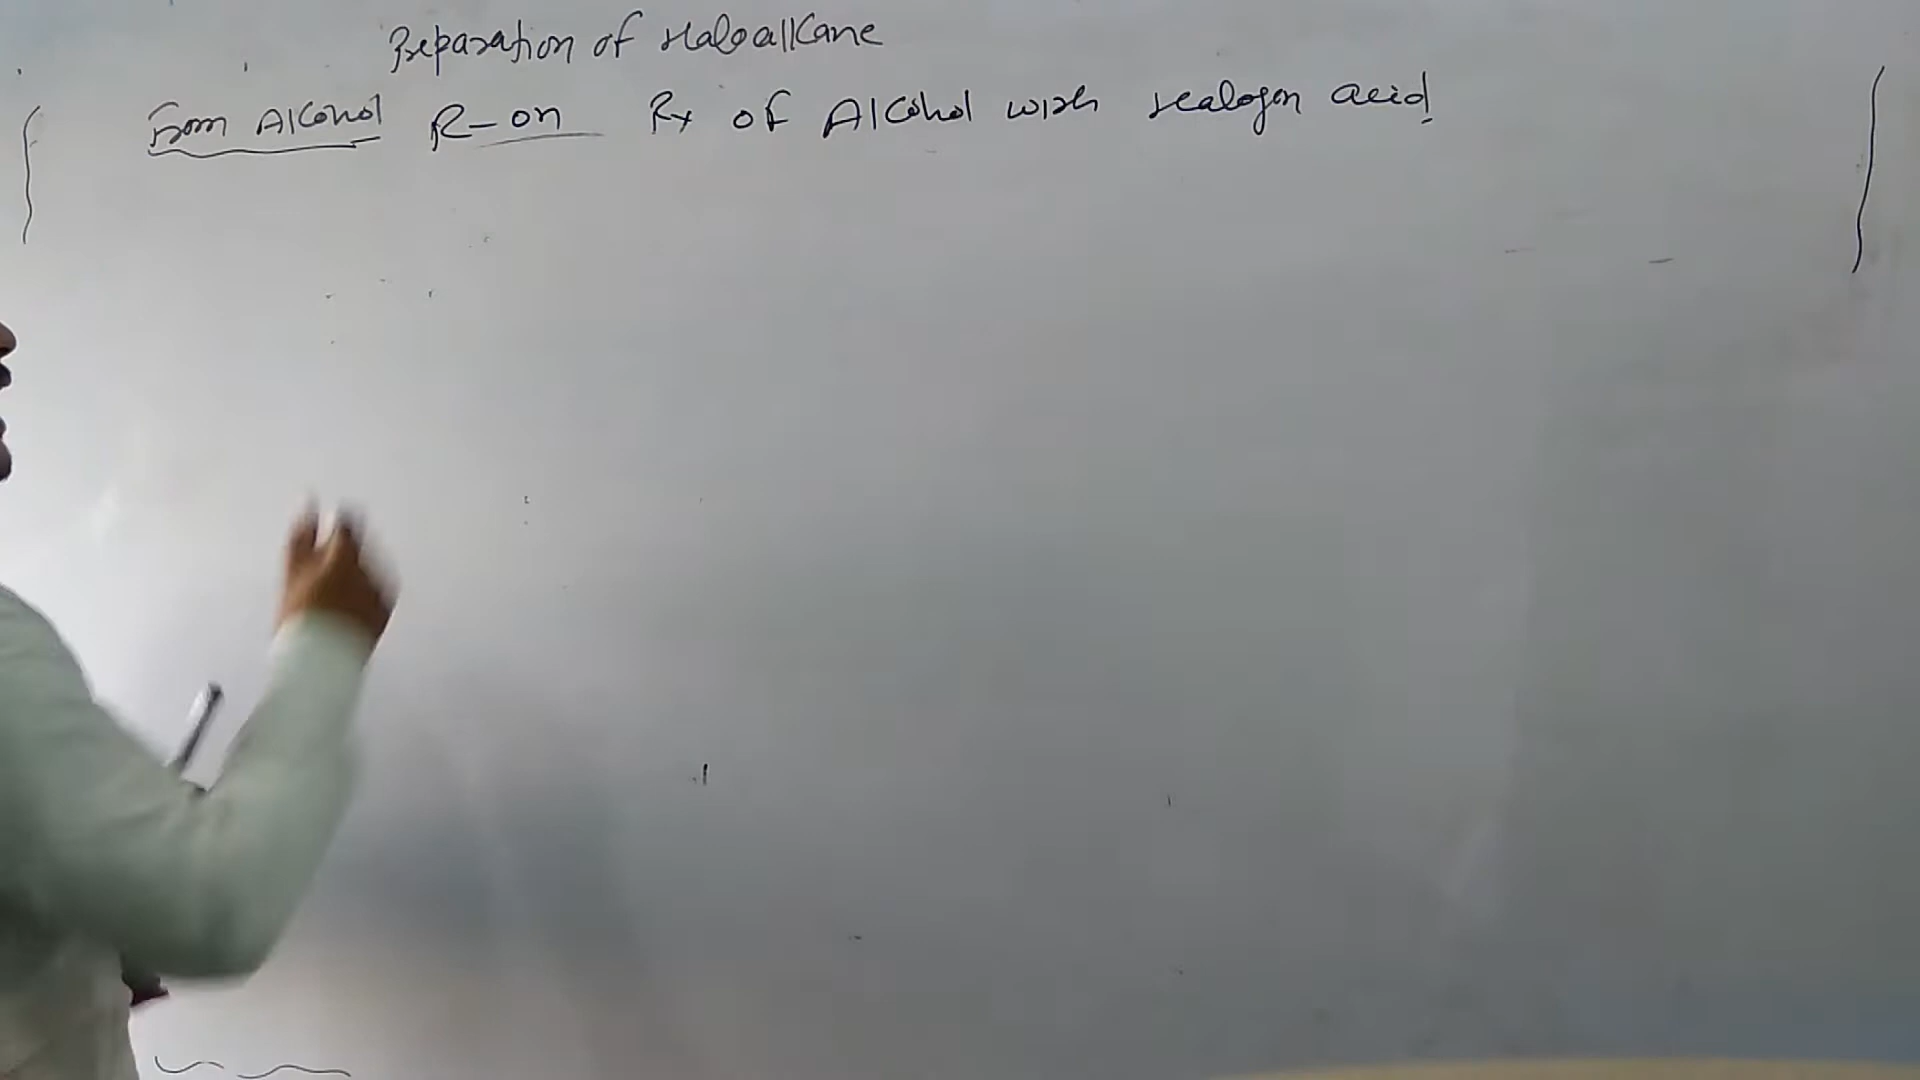 Preparation of Haloalkane
From Alcohol R-OH Rx of Alcohol with Halogen acid